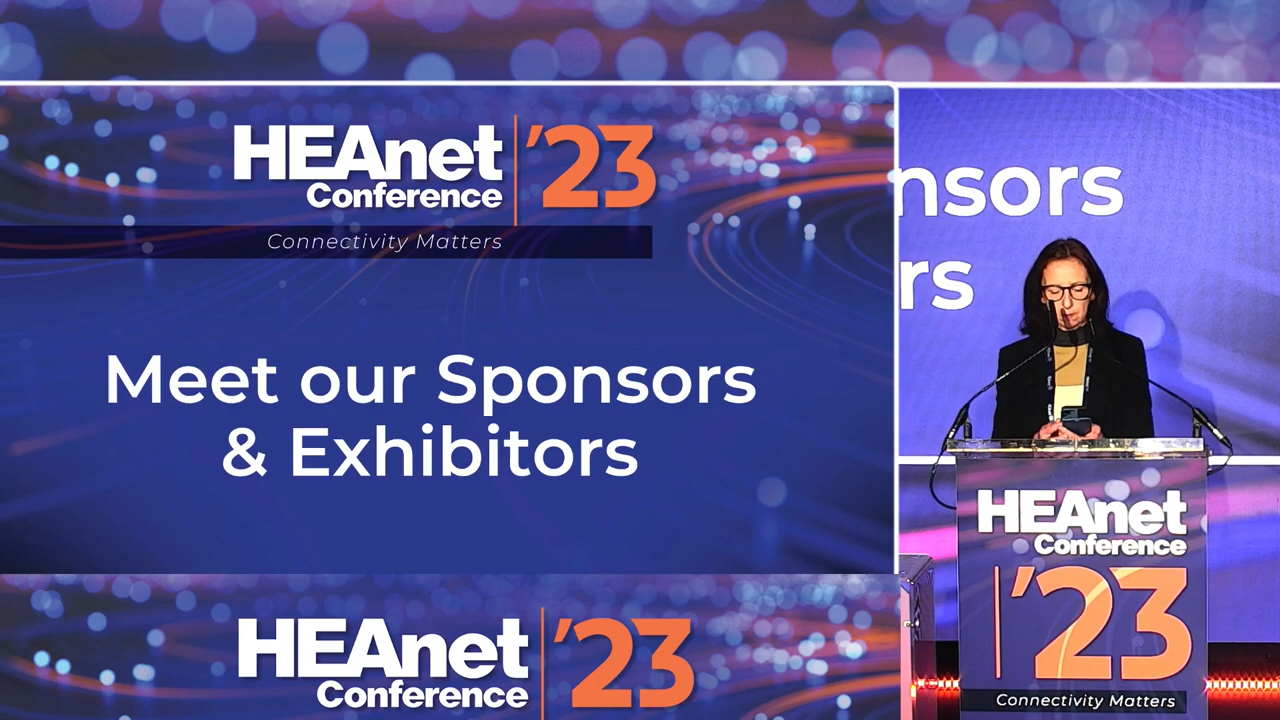 HEAnet
Conference
'23
Connectivity Matters
Meet our Sponsors
& Exhibitors
HEAnet
Conference
'23
nsors
rs
HEAnet
Conference
'23
Connectivity Matters